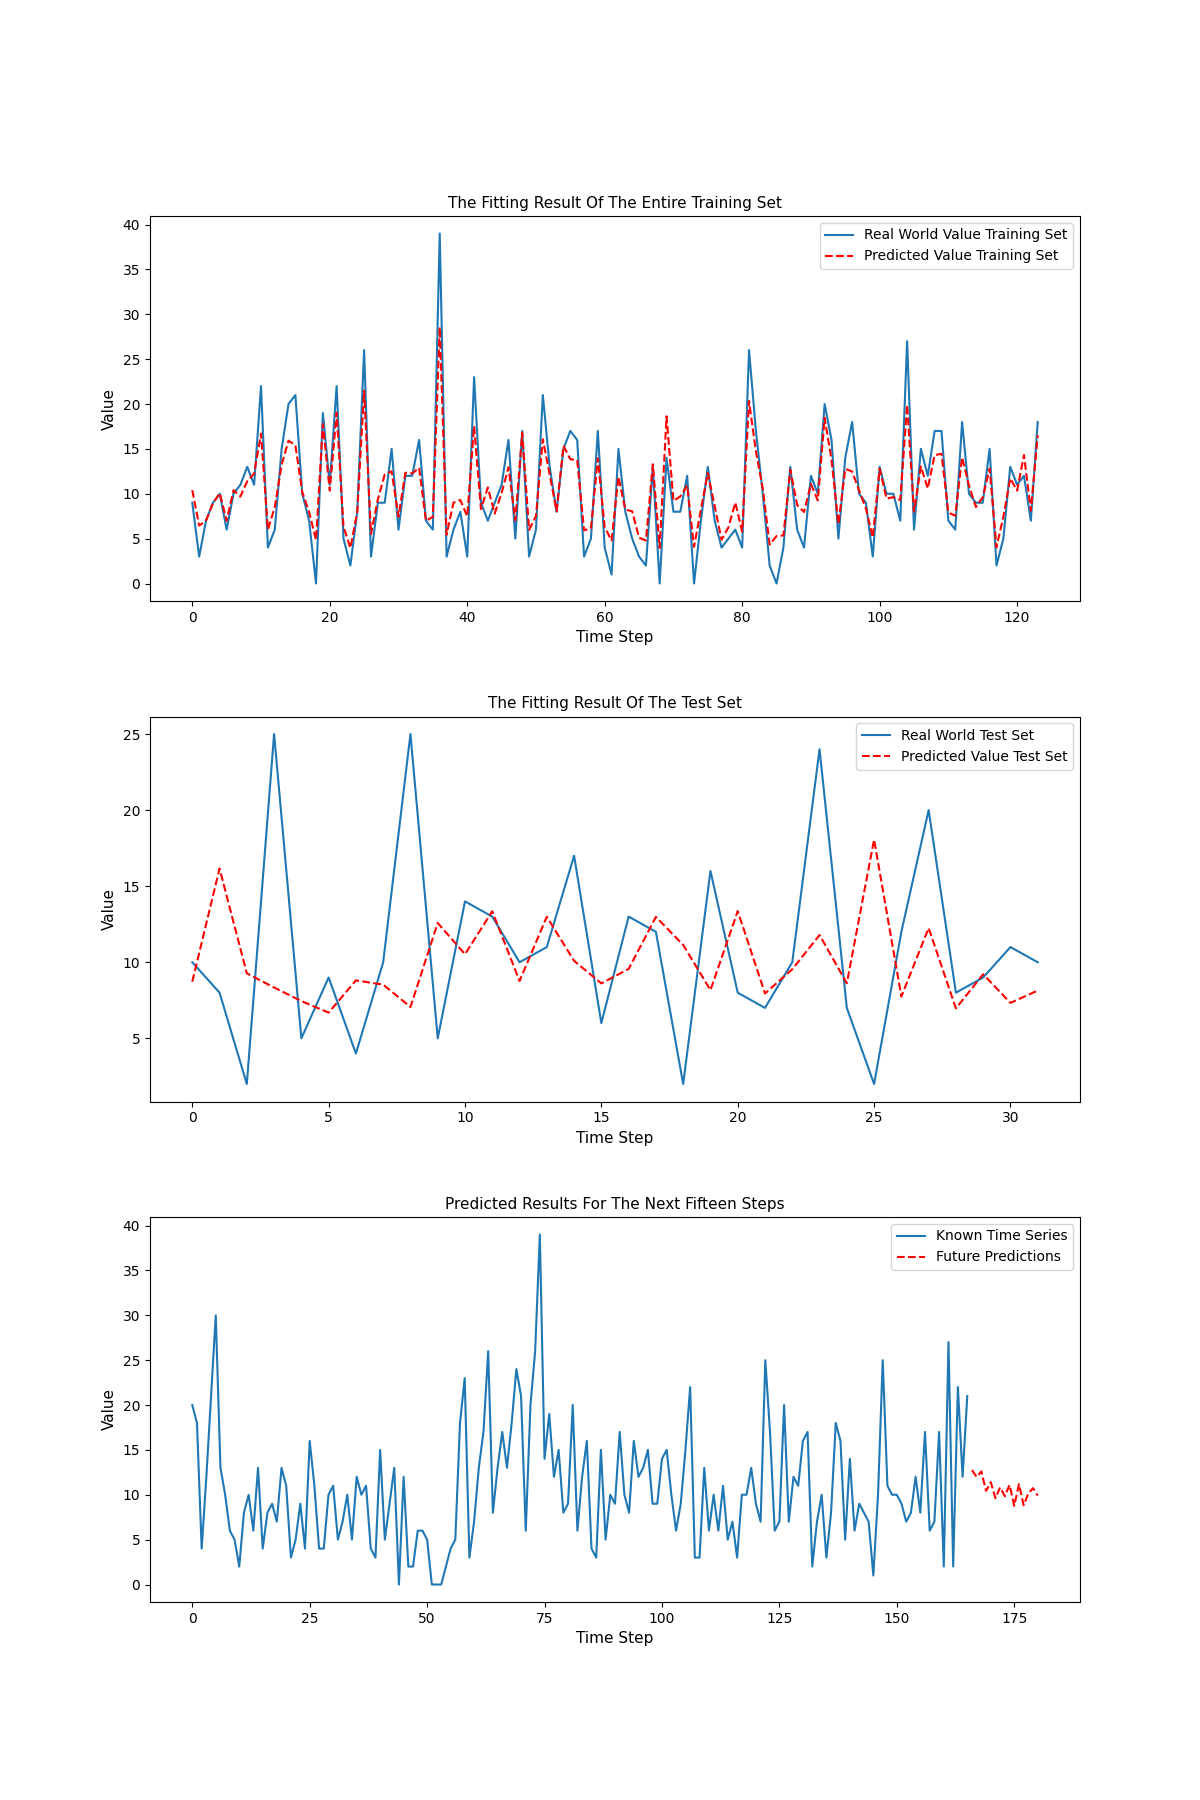 The Fitting Result Of The Entire Training Set
40
35
30
25
20
15
10
5
0
Value
Real World Value Training Set
Predicted Value Training Set
0 20 40 60 80 100 120
Time Step
The Fitting Result Of The Test Set
25
20
15
10
5
Value
Real World Test Set
Predicted Value Test Set
0 5 10 15 20 25 30
Time Step
Predicted Results For The Next Fifteen Steps
40
35
30
25
20
15
10
5
0
Value
Known Time Series
Future Predictions
0 25 50 75 100 125 150 175
Time Step